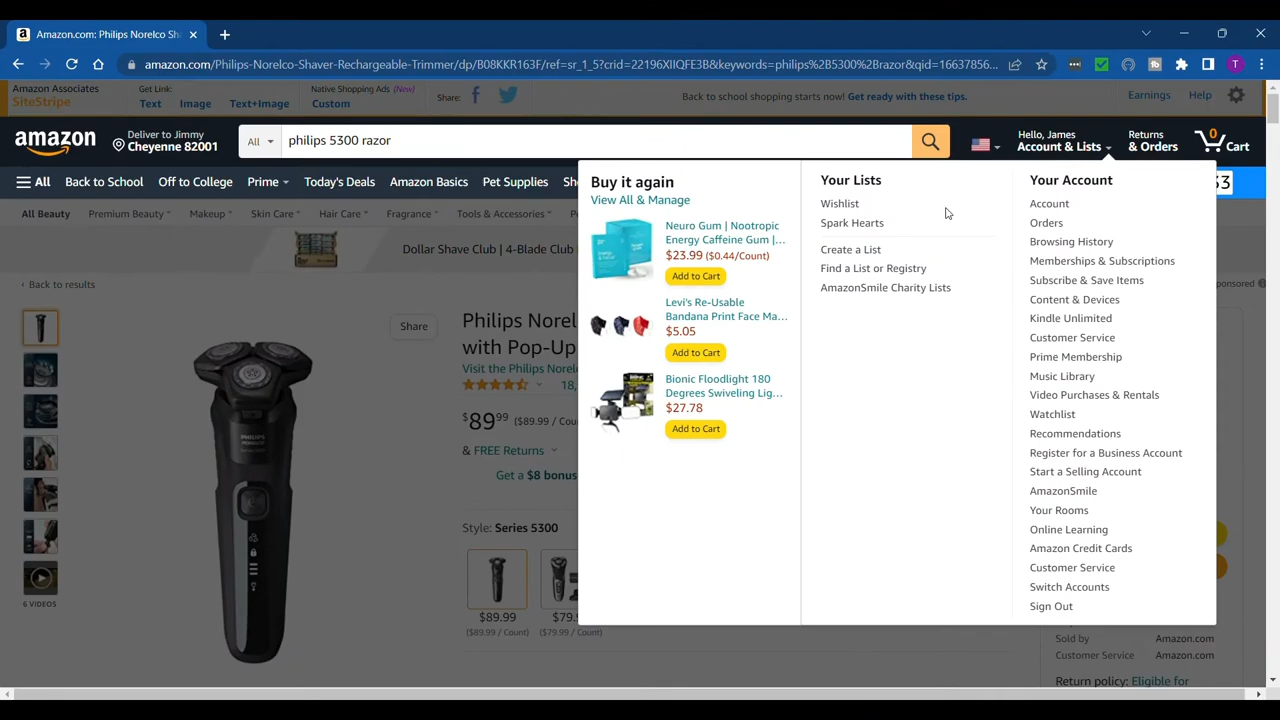 Amazon.com: Philips Norelco Sh
amazon.com/Philips-Norelco-Shaver-Rechargeable-Trimmer/dp/B08KKR163F/ref=sr_1_5?crid=22196XIIQFE3B&keywords=philips%2B5300%2Brazor&qid=16637856...
T
Amazon Associates
SiteStripe
Get Link:
Text Image Text+Image
Native Shopping Ads (New)
Custom
Share:
Back to school shopping starts now! Get ready with these tips.
Earnings Help
amazon
Deliver to Jimmy
Cheyenne 82001
All
philips 5300 razor
Hello, James
Account & Lists
Returns
& Orders
0
Cart
All Back to School Off to College Prime Today's Deals Amazon Basics Pet Supplies Sh
53
All Beauty Premium Beauty Makeup Skin Care Hair Care Fragrance Tools & Accessories
Dollar Shave Club | 4-Blade Club
ponsored
‹ Back to results
Share
Philips Norel
with Pop-Up
Visit the Philips Norel
18,
$89.99 ($89.99 / Cou
& FREE Returns
Get a $8 bonus
Style: Series 5300
$89.99
($89.99 / Count)
$79.
($79.99 / Count)
PHILIPS
NORELCO
6 VIDEOS
Buy it again
View All & Manage
Neuro Gum | Nootropic
Energy Caffeine Gum |...
$23.99 ($0.44/Count)
Add to Cart
Levi's Re-Usable
Bandana Print Face Ma...
$5.05
Add to Cart
Bionic Floodlight 180
Degrees Swiveling Lig...
$27.78
Add to Cart
Your Lists
Wishlist
Spark Hearts
Create a List
Find a List or Registry
AmazonSmile Charity Lists
Your Account
Account
Orders
Browsing History
Memberships & Subscriptions
Subscribe & Save Items
Content & Devices
Kindle Unlimited
Customer Service
Prime Membership
Music Library
Video Purchases & Rentals
Watchlist
Recommendations
Register for a Business Account
Start a Selling Account
AmazonSmile
Your Rooms
Online Learning
Amazon Credit Cards
Customer Service
Switch Accounts
Sign Out
Sold by Amazon.com
Customer Service Amazon.com
Return policy: Eligible for